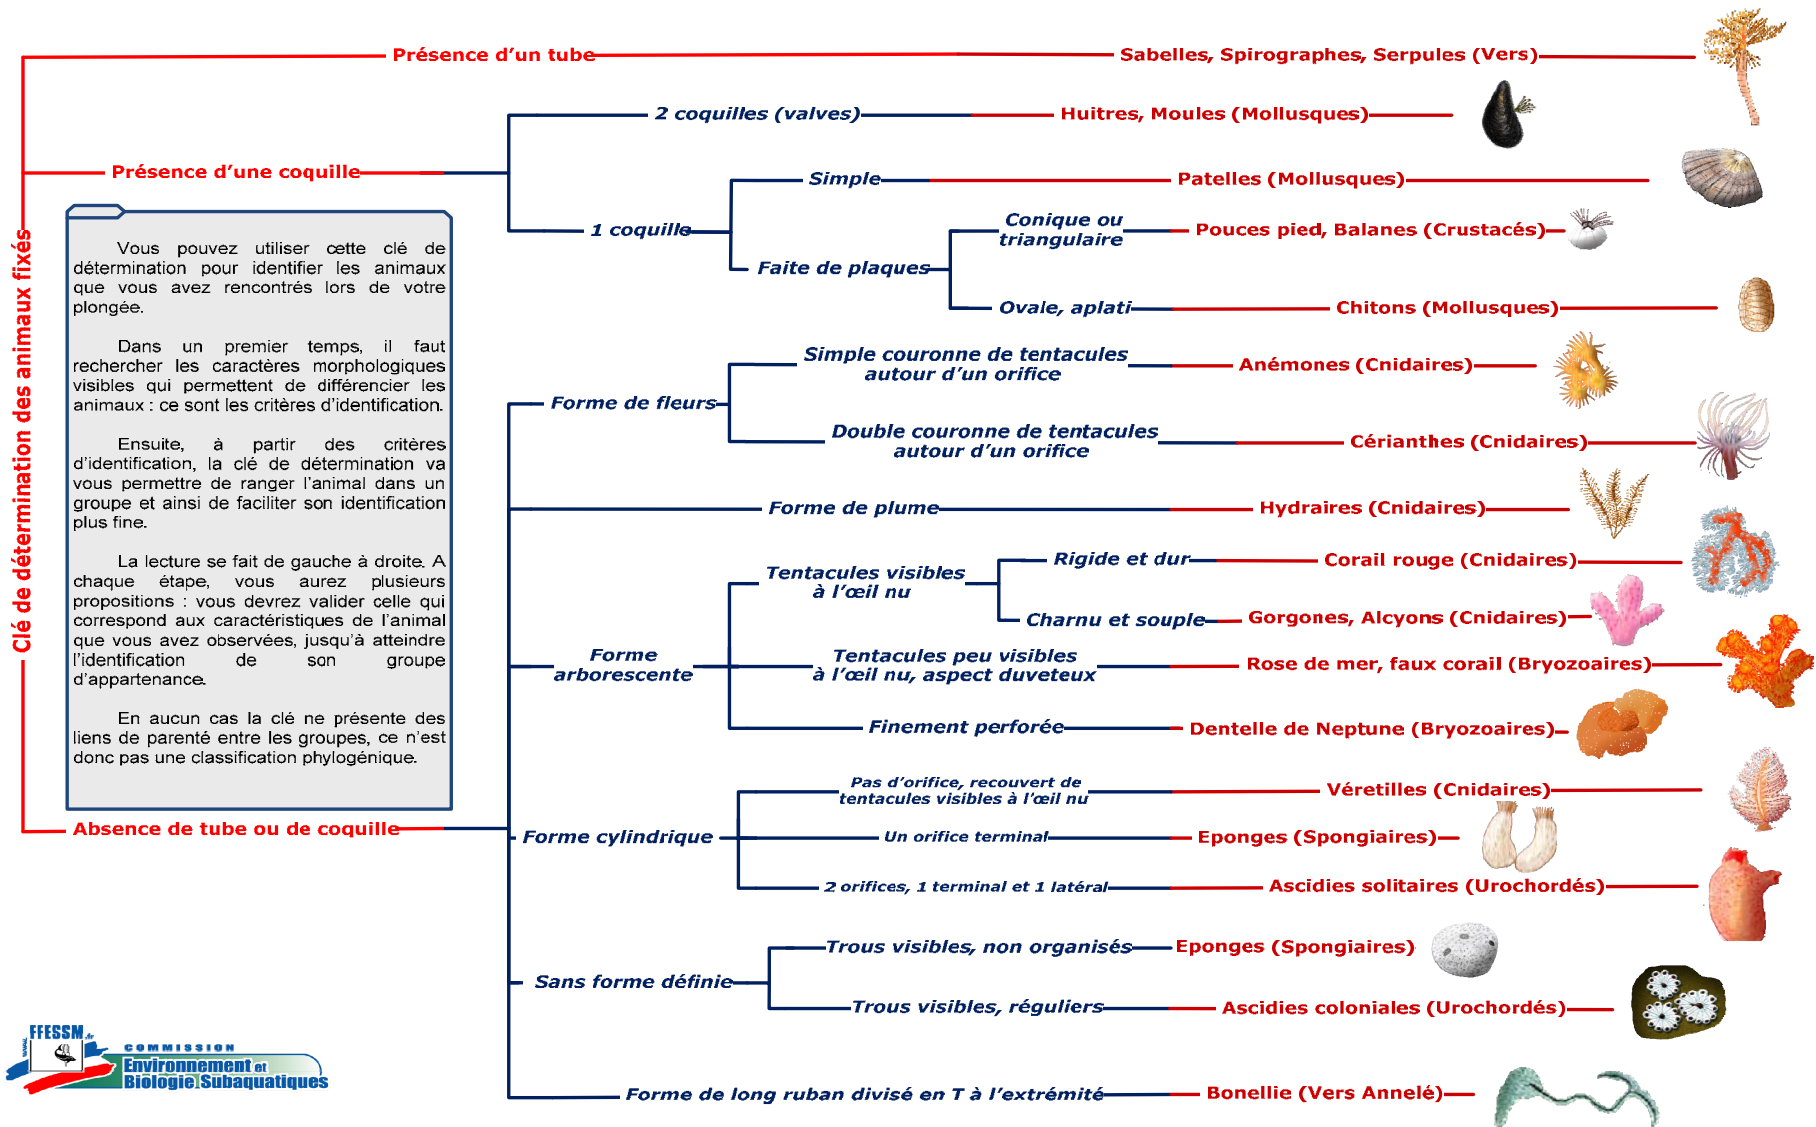 Clé de détermination des animaux fixés
Présence d'un tube
Sabelles, Spirographes, Serpules (Vers)
Présence d'une coquille
2 coquilles (valves)
Huitres, Moules (Mollusques)
1 coquille
Simple
Patelles (Mollusques)
Faite de plaques
Conique ou
triangulaire
Pouces pied, Balanes (Crustacés)
Ovale, aplati
Chitons (Mollusques)
Vous pouvez utiliser cette clé de
détermination pour identifier les animaux
que vous avez rencontrés lors de votre
plongée.
Dans un premier temps, il faut
rechercher les caractères morphologiques
visibles qui permettent de différencier les
animaux : ce sont les critères d'identification.
Ensuite, à partir des critères
d'identification, la clé de détermination va
vous permettre de ranger l'animal dans un
groupe et ainsi de faciliter son identification
plus fine.
La lecture se fait de gauche à droite. A
chaque étape, vous aurez plusieurs
propositions : vous devrez valider celle qui
correspond aux caractéristiques de l'animal
que vous avez observées, jusqu'à atteindre
l'identification de son groupe
d'appartenance.
En aucun cas la clé ne présente des
liens de parenté entre les groupes, ce n'est
donc pas une classification phylogénique.
Absence de tube ou de coquille
Forme de fleurs
Simple couronne de tentacules
autour d'un orifice
Anémones (Cnidaires)
Double couronne de tentacules
autour d'un orifice
Cérianthes (Cnidaires)
Forme de plume
Hydraires (Cnidaires)
Forme
arborescente
Tentacules visibles
à l'œil nu
Rigide et dur
Corail rouge (Cnidaires)
Charnu et souple
Gorgones, Alcyons (Cnidaires)
Tentacules peu visibles
à l'œil nu, aspect duveteux
Rose de mer, faux corail (Bryozoaires)
Finement perforée
Dentelle de Neptune (Bryozoaires)
Forme cylindrique
Pas d'orifice, recouvert de
tentacules visibles à l'œil nu
Véretilles (Cnidaires)
Un orifice terminal
Eponges (Spongiaires)
2 orifices, 1 terminal et 1 latéral
Ascidies solitaires (Urochordés)
Sans forme définie
Trous visibles, non organisés
Eponges (Spongiaires)
Trous visibles, réguliers
Ascidies coloniales (Urochordés)
Forme de long ruban divisé en T à l'extrémité
Bonellie (Vers Annelé)
FFESSM.fr
COMMISSION
Environnement et
Biologie Subaquatiques